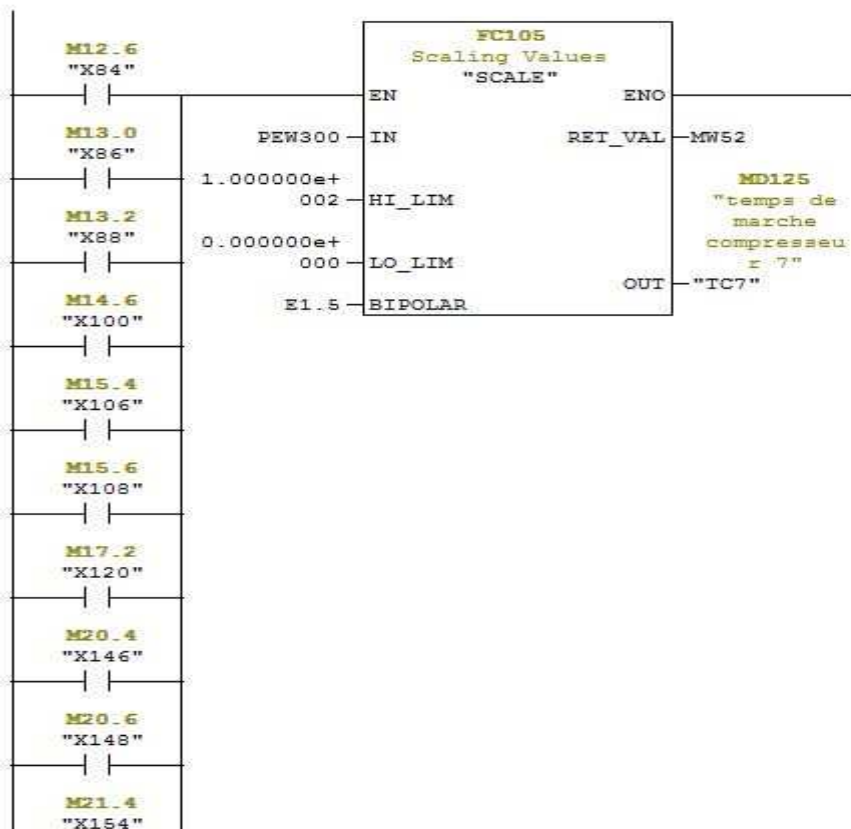 M12.6
"X84"
M13.0
"X86"
M13.2
"X88"
M14.6
"X100"
M15.4
"X106"
M15.6
"X108"
M17.2
"X120"
M20.4
"X146"
M20.6
"X148"
M21.4
"X154"
FC105
Scaling Values
"SCALE"
EN
ENO
PEW300
IN
RET_VAL
MW52
1.000000e+
002
HI_LIM
0.000000e+
000
LO_LIM
E1.5
BIPOLAR
MD125
"temps de
marche
compresseu
r 7"
OUT
"TC7"